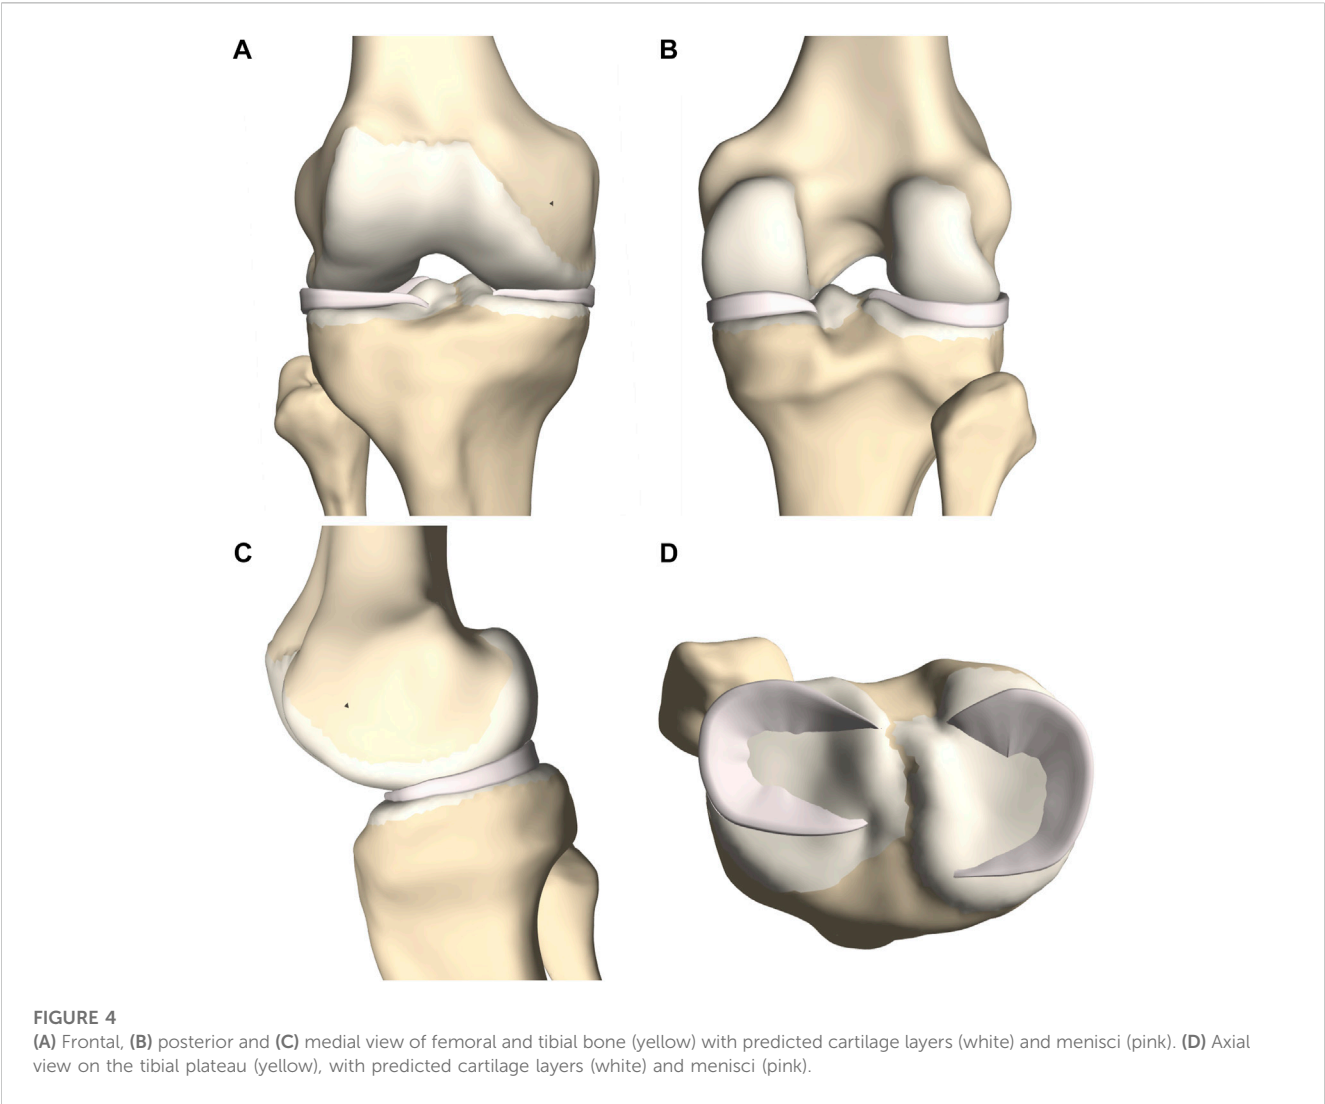 A
B
C
D
FIGURE 4
(A) Frontal, (B) posterior and (C) medial view of femoral and tibial bone (yellow) with predicted cartilage layers (white) and menisci (pink). (D) Axial
view on the tibial plateau (yellow), with predicted cartilage layers (white) and menisci (pink).